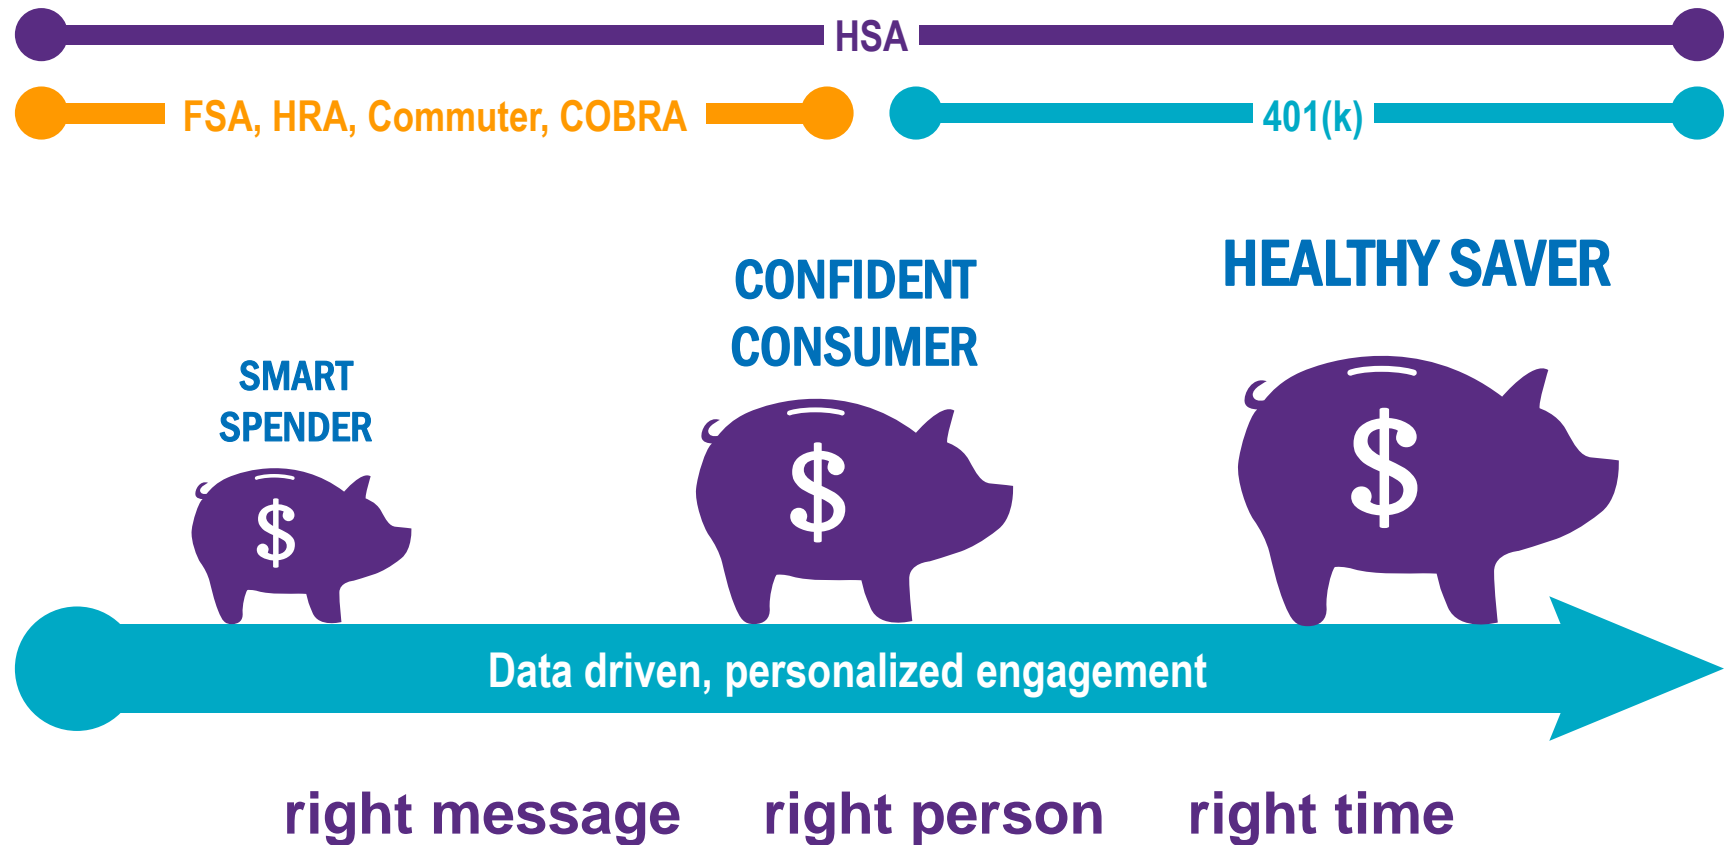 HSA
FSA, HRA, Commuter, COBRA
401(k)
SMART
SPENDER
CONFIDENT
CONSUMER
HEALTHY SAVER
$
$
$
Data driven, personalized engagement
right message right person right time